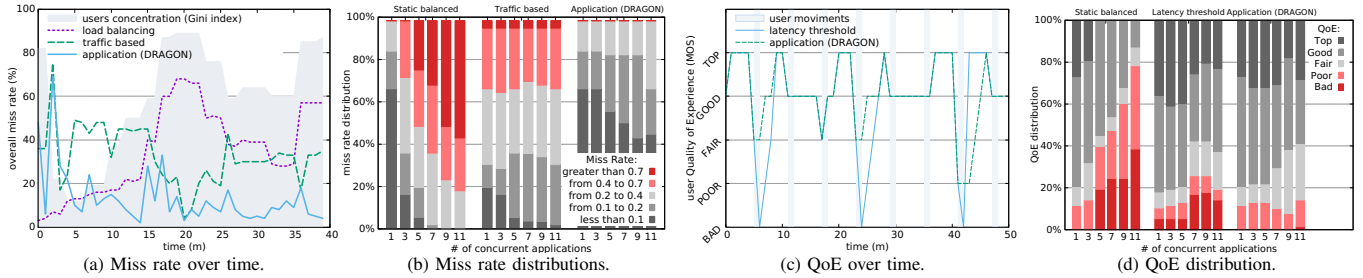 users concentration (Gini index)
load balancing
traffic based
application (DRAGON)
overall miss rate (%)
100
80
60
40
20
0
0 5 10 15 20 25 30 35 40
time (m)
(a) Miss rate over time.
Static balanced Traffic based Application (DRAGON)
miss rate distribution
100%
80%
60%
40%
20%
Miss Rate:
greater than 0.7
from 0.4 to 0.7
from 0.2 to 0.4
from 0.1 to 0.2
less than 0.1
1 3 5 7 9 11 1 3 5 7 9 11 1 3 5 7 9 11
# of concurrent applications
(b) Miss rate distributions.
user moviments
latency threshold
application (DRAGON)
user Quality of Experience (MOS)
TOP
GOOD
FAIR
POOR
BAD
0 10 20 30 40 50
time (m)
(c) QoE over time.
Static balanced Latency threshold Application (DRAGON)
QoE distribution
100%
80%
60%
40%
20%
0%
QoE:
Top
Good
Fair
Poor
Bad
1 3 5 7 9 11 1 3 5 7 9 11 1 3 5 7 9 11
# of concurrent applications
(d) QoE distribution.